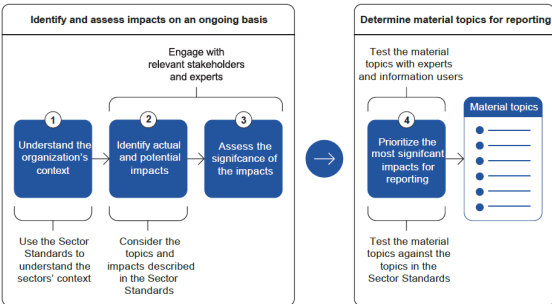 Identify and assess impacts on an ongoing basis
Engage with
relevant stakeholders
and experts
1
Understand the
organization's
context
2
Identify actual
and potential
impacts
3
Assess the
signifcance of
the impacts
Use the Sector
Standards to
understand the
sectors' context
Consider the
topics and
impacts described
in the Sector
Standards
Determine material topics for reporting
Test the material
topics with experts
and information users
4
Prioritize the
most signifcant
impacts for
reporting
Material topics
Test the material
topics against the
topics in the
Sector Standards